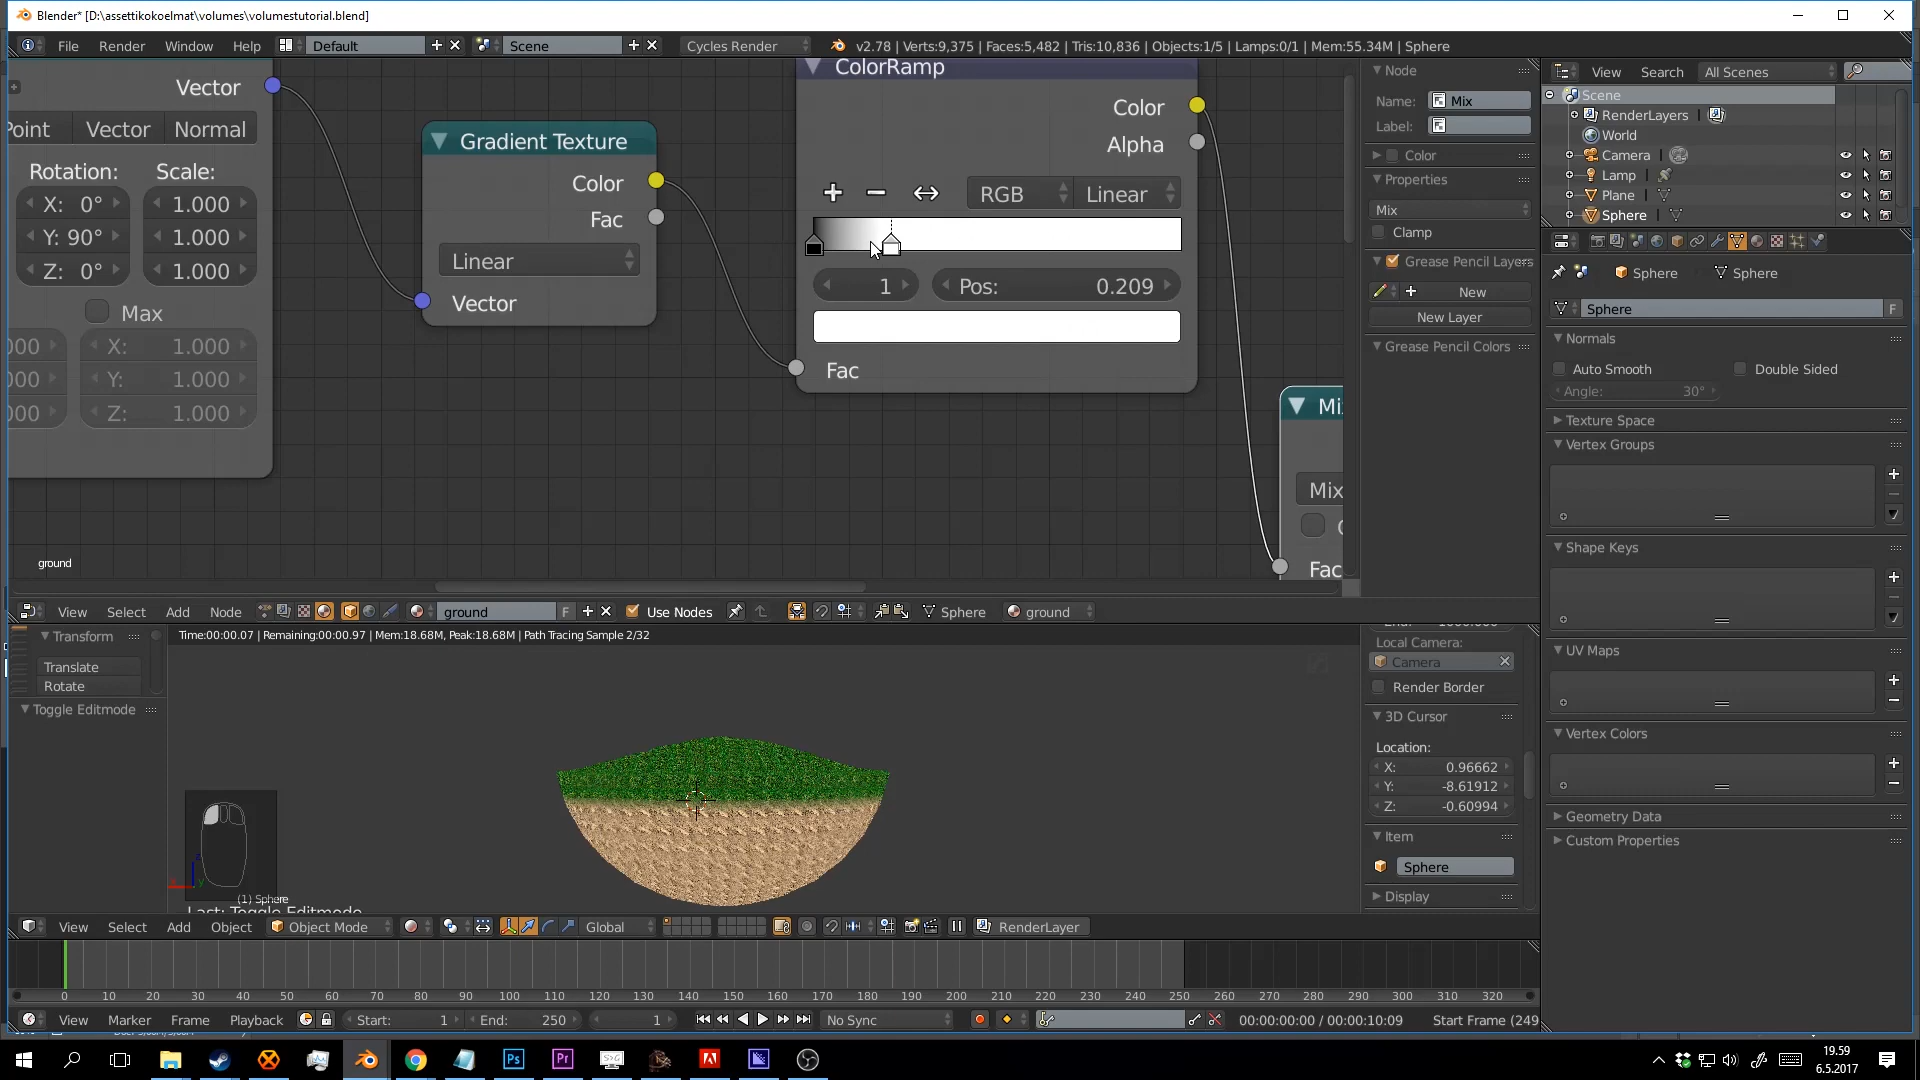 Blender* [D:\assettikokoelmat\volumes\volumestutorial.blend]
File Render Window Help Default Scene Cycles Render v2.78 | Verts:9,375 | Faces:5,482 | Tris:10,836 | Objects:1/5 | Lamps:0/1 | Mem:55.34M | Sphere
Vector
Point Vector Normal
Rotation: Scale:
X: 0° 1.000
Y: 90° 1.000
Z: 0° 1.000
Max
X: 1.000
Y: 1.000
Z: 1.000
Gradient Texture
Color
Fac
Linear
Vector
ColorRamp
Color
Alpha
RGB Linear
1 Pos: 0.209
Fac
Mix
Fac
ground
Node
Name: Mix
Label:
Color
Properties
Mix
Clamp
Grease Pencil Layers
New
New Layer
Grease Pencil Colors
View Search All Scenes
Scene
RenderLayers
World
Camera
Lamp
Plane
Sphere
Sphere Sphere
Sphere F
Normals
Auto Smooth Double Sided
Angle: 30°
Texture Space
Vertex Groups
Shape Keys
UV Maps
Vertex Colors
Geometry Data
Custom Properties
View Select Add Node ground F Use Nodes Sphere ground
Transform
Translate
Rotate
Toggle Editmode
Time:00:00.07 | Remaining:00:00.97 | Mem:18.68M, Peak:18.68M | Path Tracing Sample 2/32
(1) Sphere
Last: Toggle Editmode
Local Camera:
Camera
Render Border
3D Cursor
Location:
X: 0.96662
Y: -8.61912
Z: -0.60994
Item
Sphere
Display
View Select Add Object Object Mode Global RenderLayer
0 10 20 30 40 50 60 70 80 90 100 110 120 130 140 150 160 170 180 190 200 210 220 230 240 250 260 270 280 290 300 310 320
View Marker Frame Playback Start: 1 End: 250 1 No Sync 00:00:00:00 / 00:00:10:09 Start Frame (249
19.59
6.5.2017